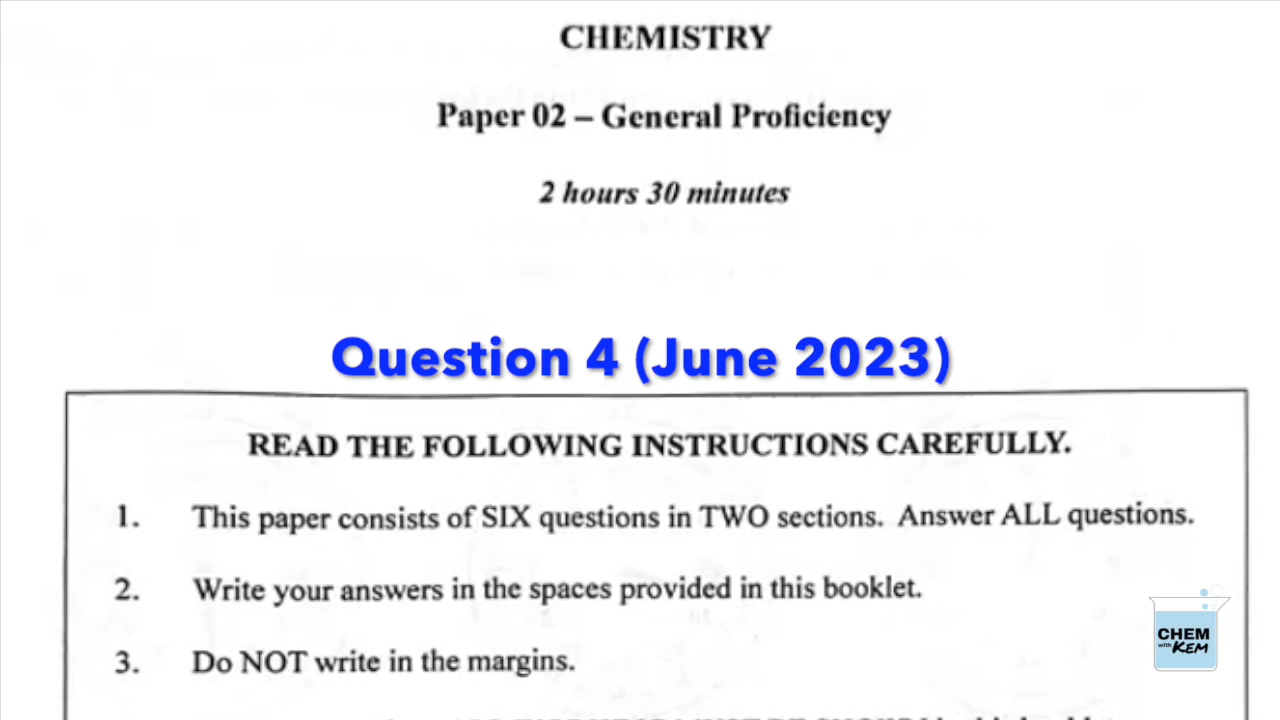 CHEMISTRY
Paper 02 – General Proficiency
2 hours 30 minutes
Question 4 (June 2023)
READ THE FOLLOWING INSTRUCTIONS CAREFULLY.
1. This paper consists of SIX questions in TWO sections. Answer ALL questions.
2. Write your answers in the spaces provided in this booklet.
3. Do NOT write in the margins.
CHEM
with KEM